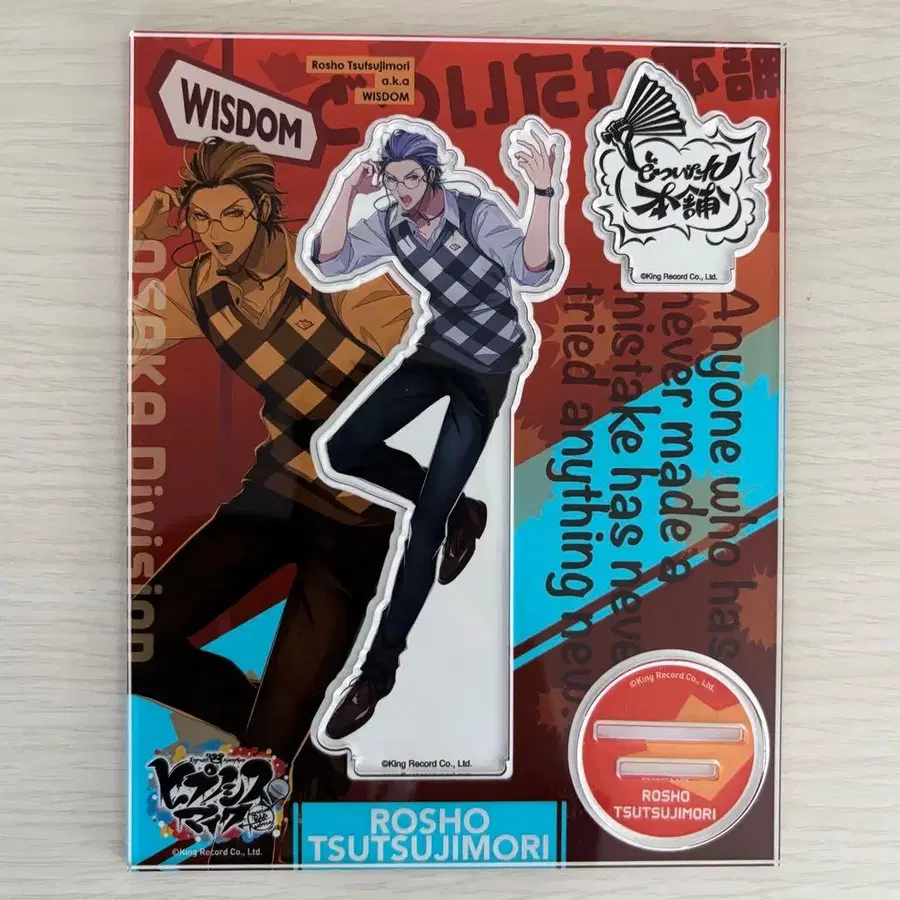 WISDOM
Rosho Tsutsujimori
a.k.a
WISDOM
どついたれ本舗
どついたれ
本舗
©King Record Co., Ltd.
Osaka Division
Anyone who has
never made a
mistake has neve
tried anything new.
©King Record Co., Ltd.
©King Record Co., Ltd.
ROSHO
TSUTSUJIMORI
ヒプノシス
マイク
©King Record Co., Ltd.
ROSHO
TSUTSUJIMORI